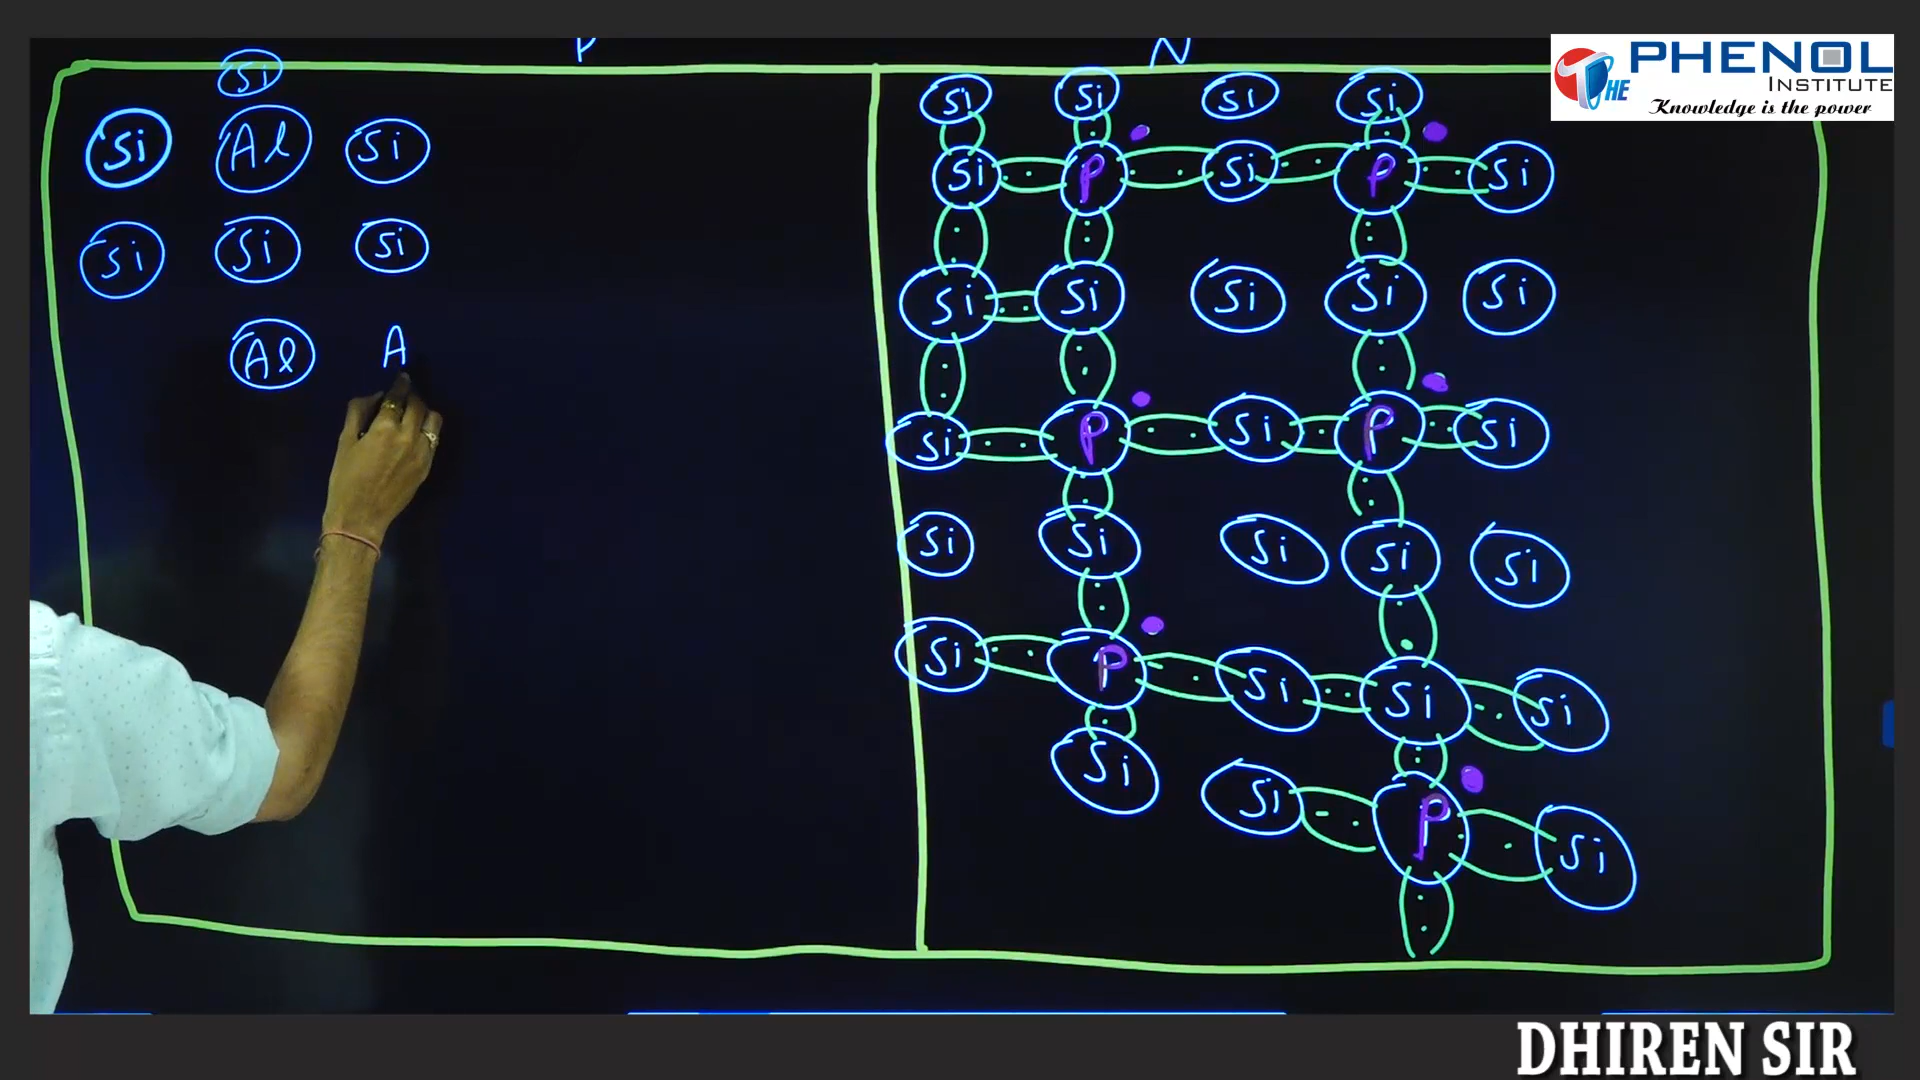 P N
THE PHENOL
INSTITUTE
Knowledge is the power
Si
Si Al Si
Si Si Si
Al A
Si Si Si Si
Si P Si P Si
Si Si Si Si Si
Si P Si P Si
Si Si Si Si Si
Si P Si Si Si
Si Si P Si
DHIREN SIR